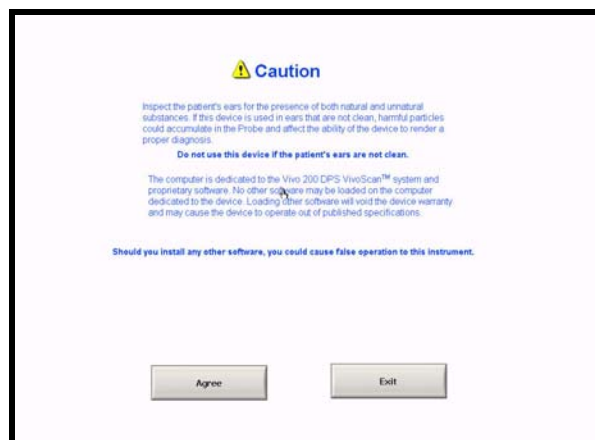 Caution
Inspect the patient's ears for the presence of both natural and unnatural
substances. If this device is used in ears that are not clean, harmful particles
could accumulate in the Probe and affect the ability of the device to render a
proper diagnosis.
Do not use this device if the patient's ears are not clean.
The computer is dedicated to the Vivo 200 DPS VivoScan™ system and
proprietary software. No other software may be loaded on the computer
dedicated to the device. Loading other software will void the device warranty
and may cause the device to operate out of published specifications.
Should you install any other software, you could cause false operation to this instrument.
Agree
Exit